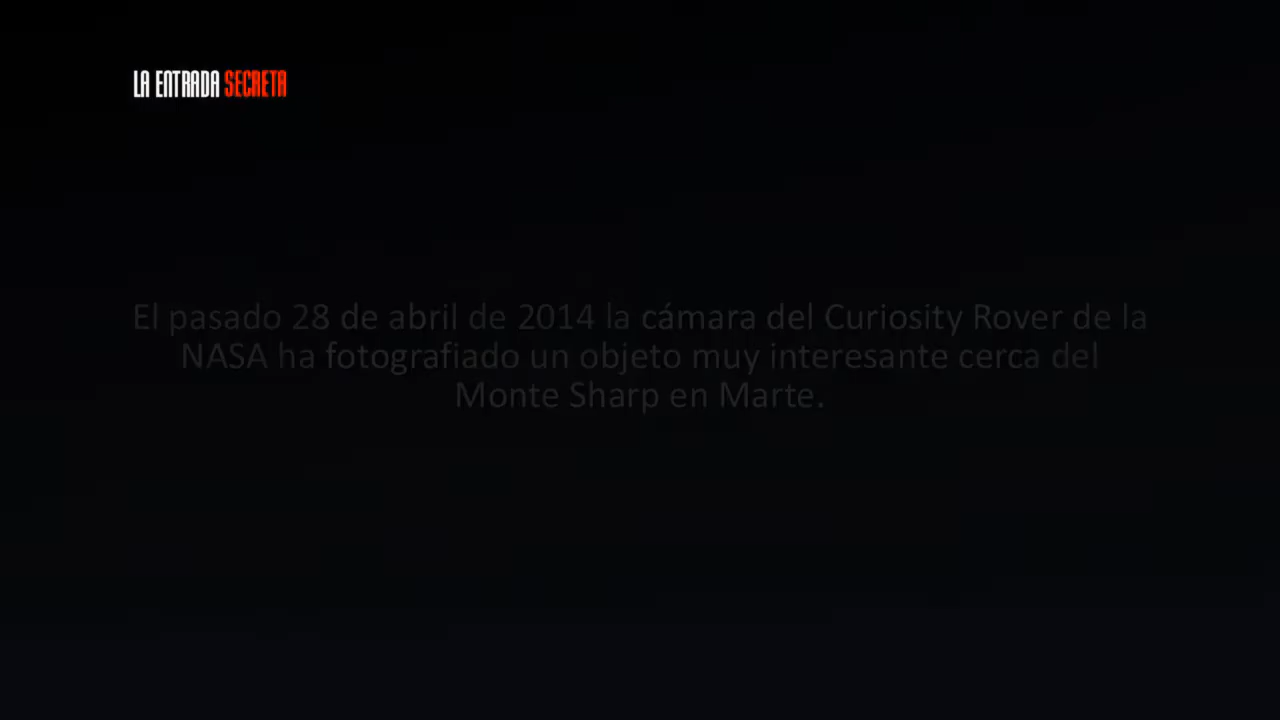 LA ENTRADA SECRETA
El pasado 28 de abril de 2014 la cámara del Curiosity Rover de la
NASA ha fotografiado un objeto muy interesante cerca del
Monte Sharp en Marte.